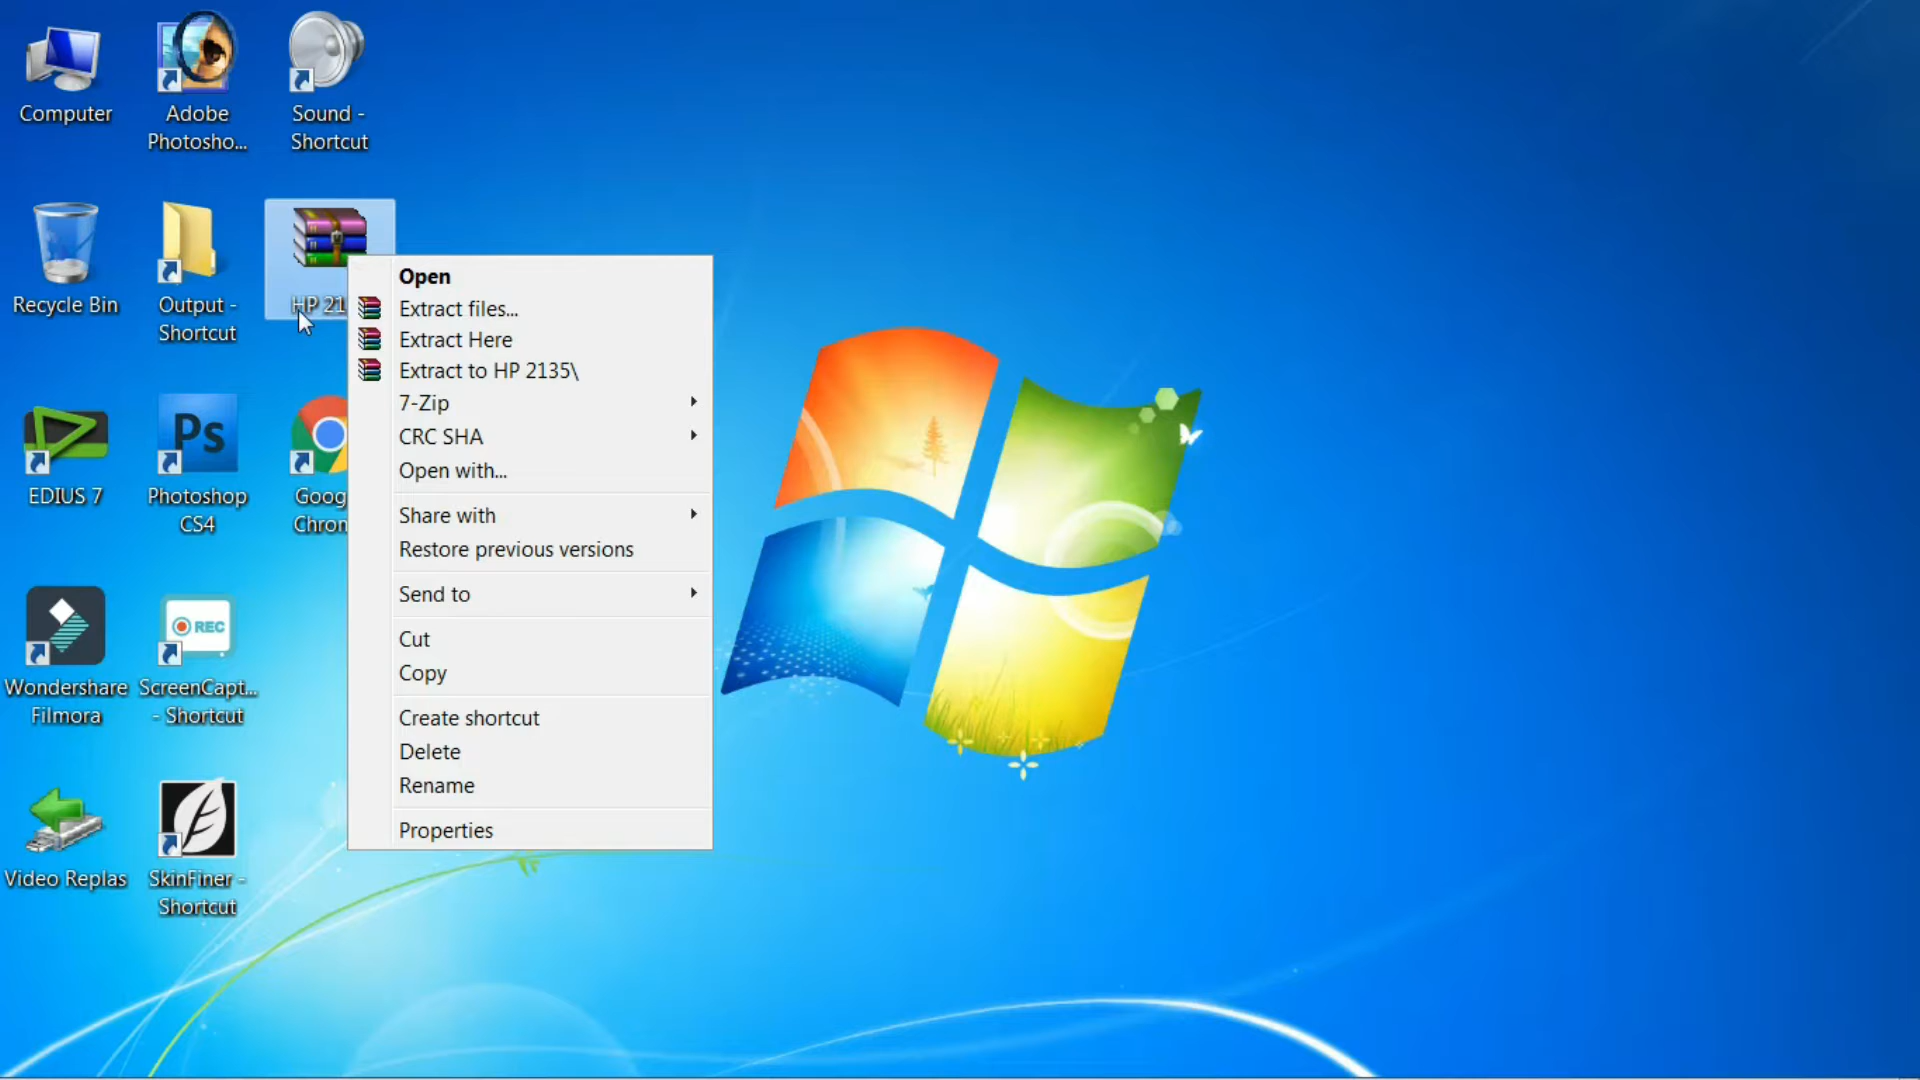 Computer
Adobe
Photosho...
Sound -
Shortcut
Recycle Bin
Output -
Shortcut
HP 21
EDIUS 7
Ps
Photoshop
CS4
Goog
Chron
Wondershare
Filmora
REC
ScreenCapt...
- Shortcut
Video Replas
SkinFiner -
Shortcut
Open
Extract files...
Extract Here
Extract to HP 2135\
7-Zip
CRC SHA
Open with...
Share with
Restore previous versions
Send to
Cut
Copy
Create shortcut
Delete
Rename
Properties